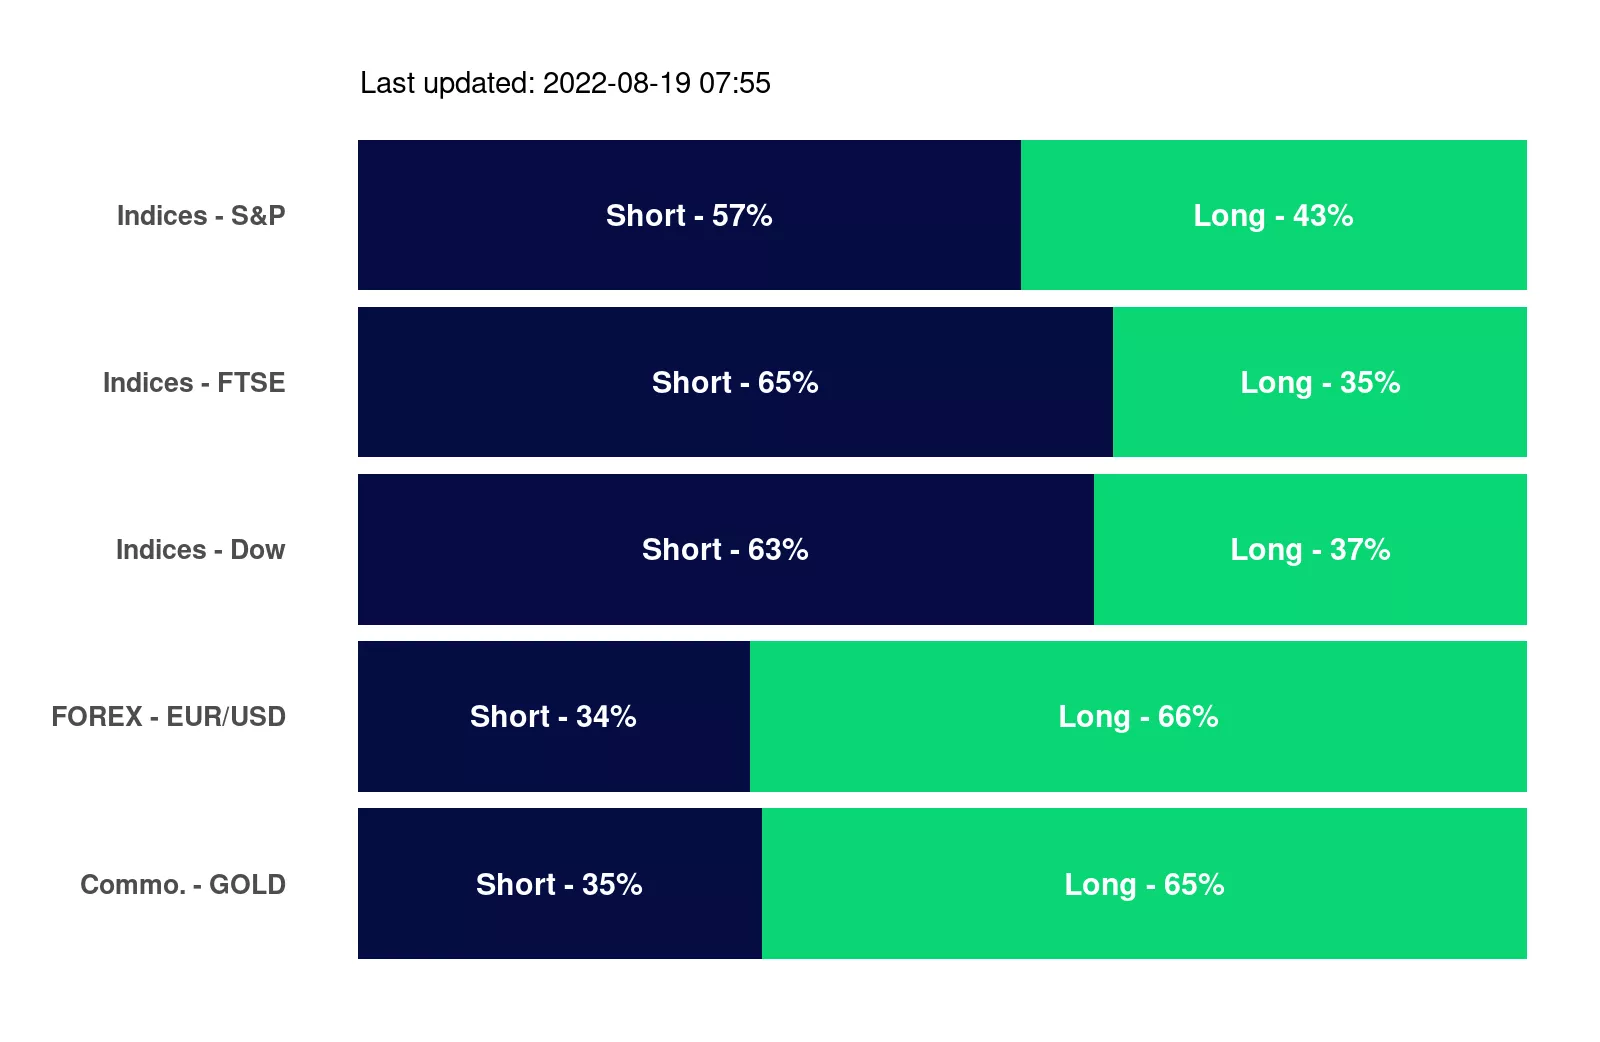 Last updated: 2022-08-19 07:55
Indices - S&P Short - 57% Long - 43%
Indices - FTSE Short - 65% Long - 35%
Indices - Dow Short - 63% Long - 37%
FOREX - EUR/USD Short - 34% Long - 66%
Commo. - GOLD Short - 35% Long - 65%